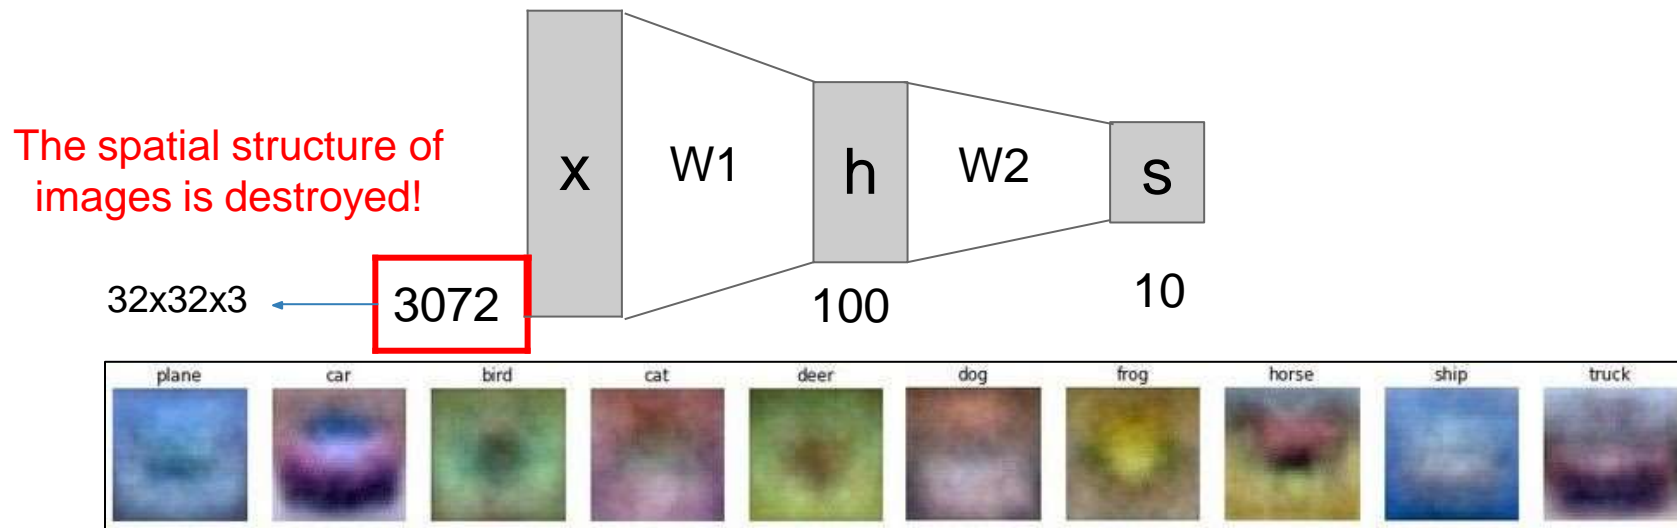 The spatial structure of
images is destroyed!
x
W1
h
W2
s
32x32x3
3072
100
10
plane car bird cat deer dog frog horse ship truck